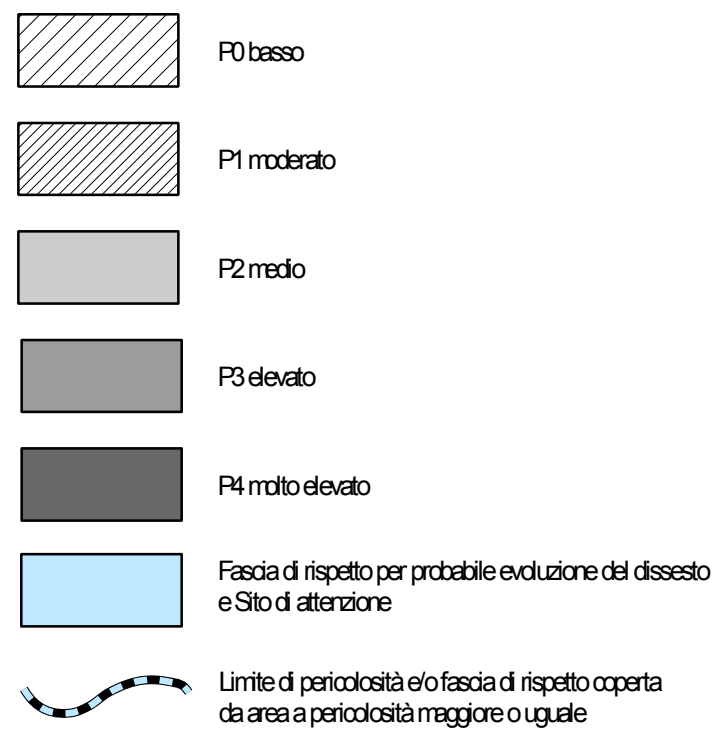 P0 basso
P1 moderato
P2 medio
P3 elevato
P4 molto elevato
Fascia di rispetto per probabile evoluzione del dissesto
e Sito di attenzione
Limite di pericolosità e/o fascia di rispetto coperta
da area a pericolosità maggiore o uguale